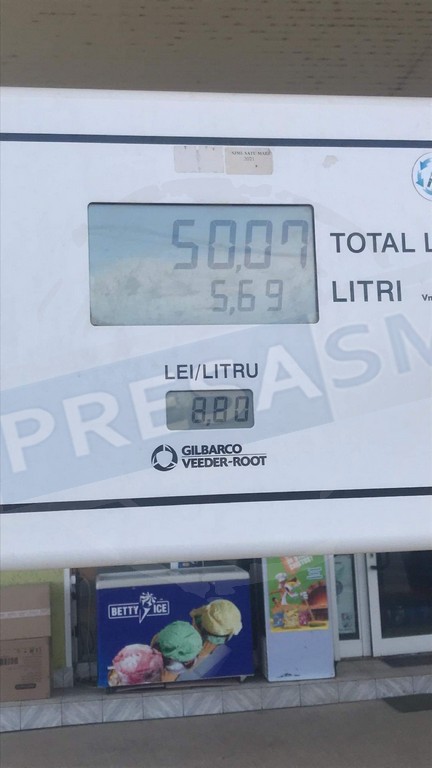 50,07
TOTAL L
5,69
LITRI
LEI/LITRU
8,80
GILBARCO
VEEDER-ROOT
PRESASM
BETTY ICE